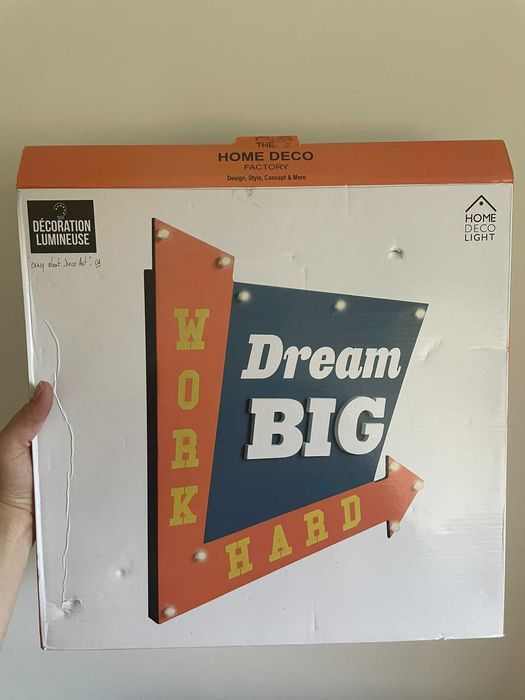 THE
HOME DECO
FACTORY
Design, Style, Concept & More
DÉCORATION
LUMINEUSE
HOME
DECO
LIGHT
WORK
HARD
Dream
BIG